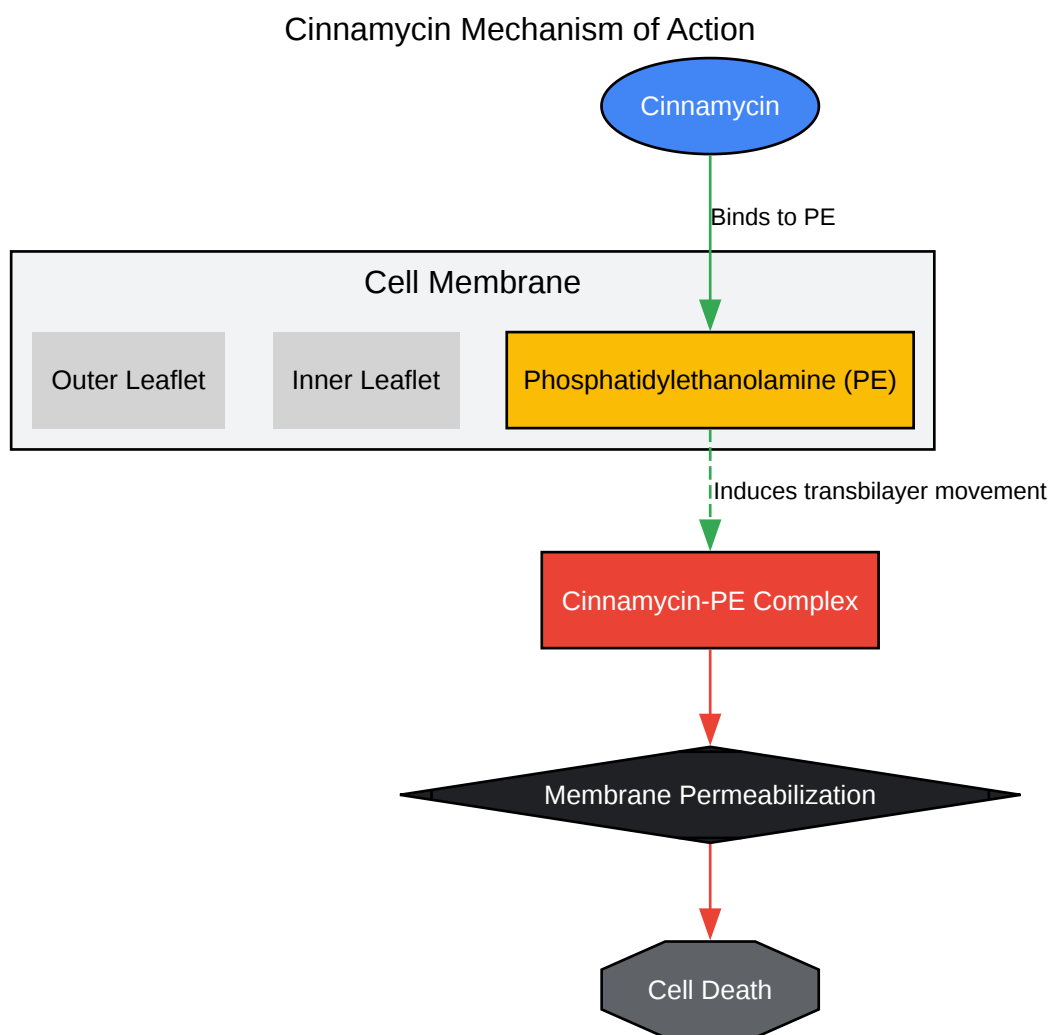 Cinnamycin Mechanism of Action
Cinnamycin
Binds to PE
Cell Membrane
Outer Leaflet
Inner Leaflet
Phosphatidylethanolamine (PE)
Induces transbilayer movement
Cinnamycin-PE Complex
Membrane Permeabilization
Cell Death